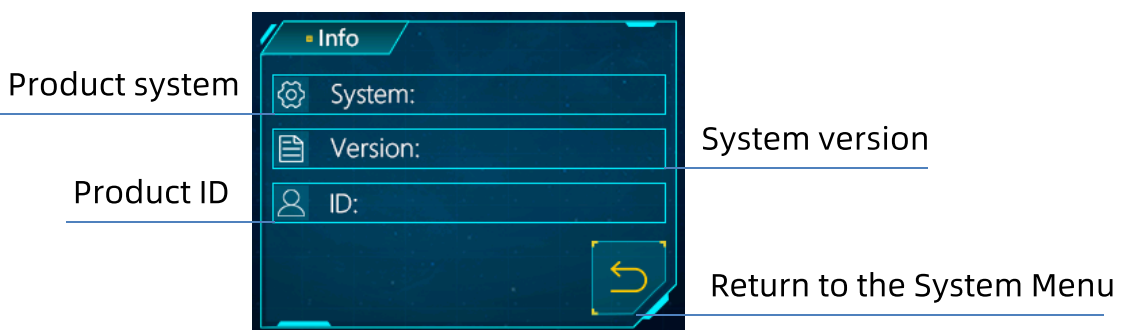 Info
Product system
System:
Version:
System version
Product ID
ID:
Return to the System Menu